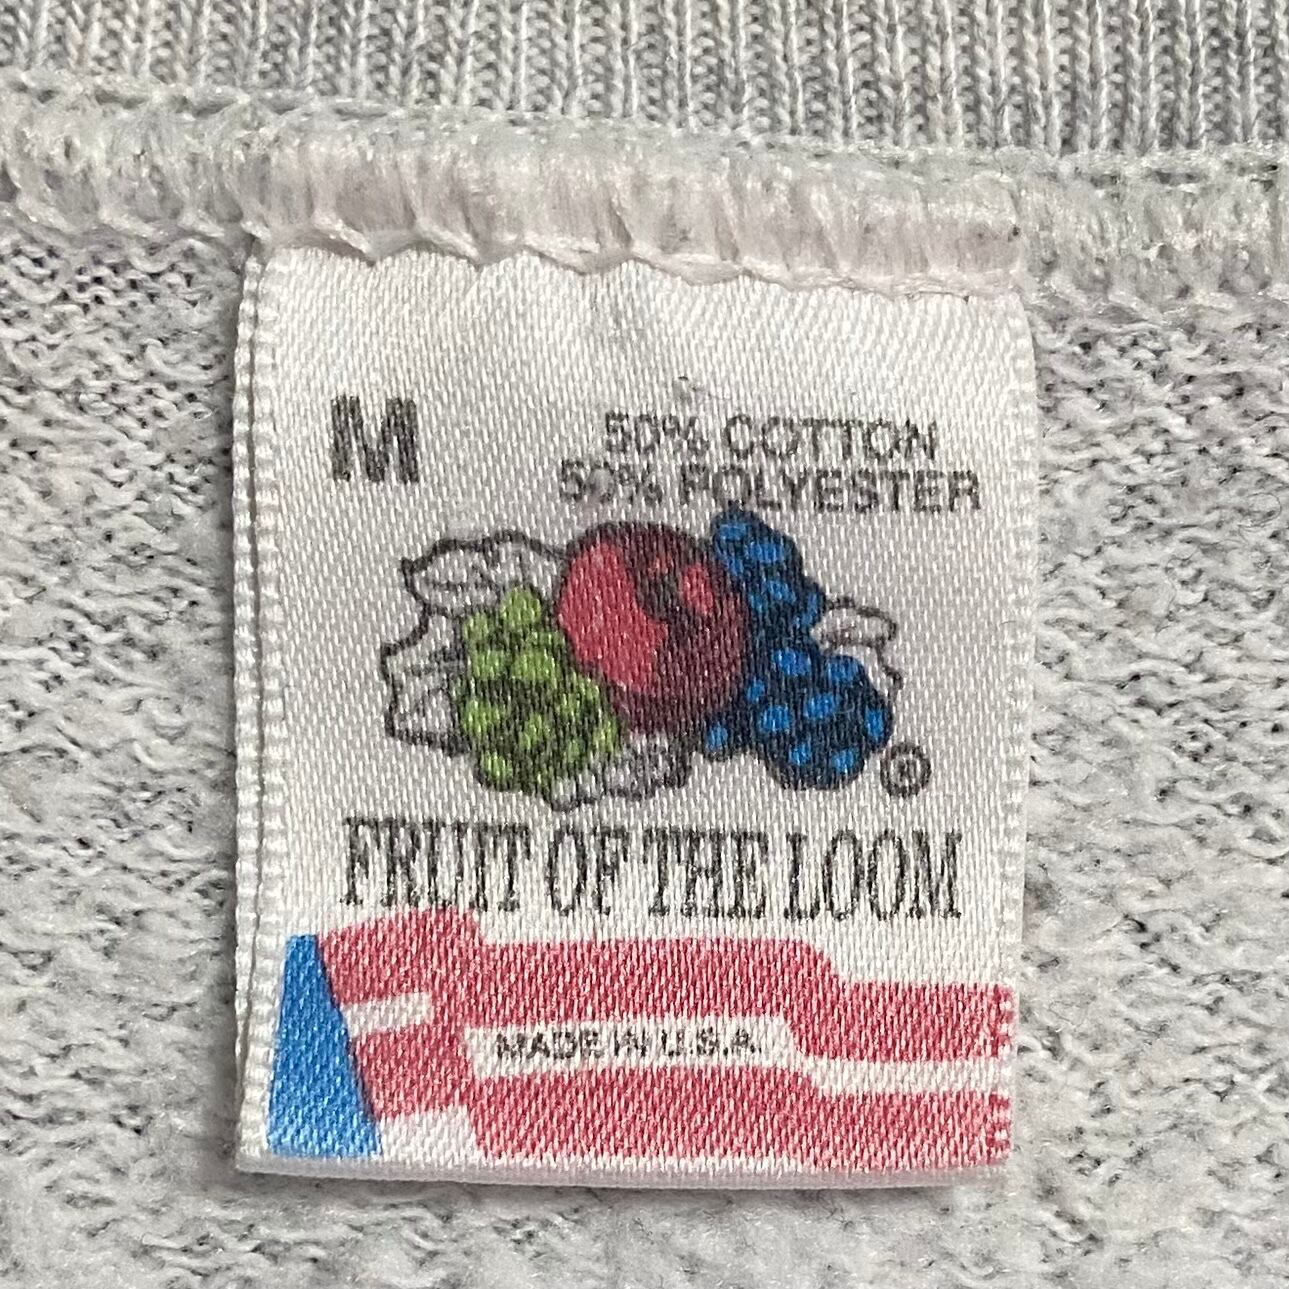 M
50% COTTON
50% POLYESTER
®
FRUIT OF THE LOOM
MADE IN U.S.A.